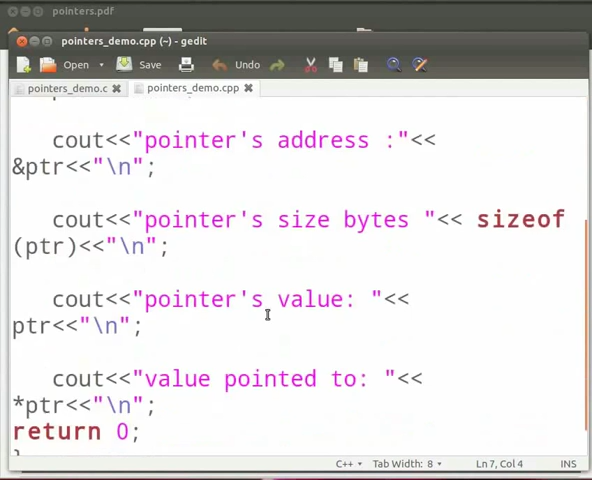 pointers.pdf
pointers_demo.cpp (~) - gedit
Open Save Undo
pointers_demo.c pointers_demo.cpp
cout<<"pointer's address :"<<
&ptr<<"\n";
cout<<"pointer's size bytes "<< sizeof
(ptr)<<"\n";
cout<<"pointer's value: "<<
ptr<<"\n";
cout<<"value pointed to: "<<
*ptr<<"\n";
return 0;
}
C++ Tab Width: 8 Ln 7, Col 4 INS